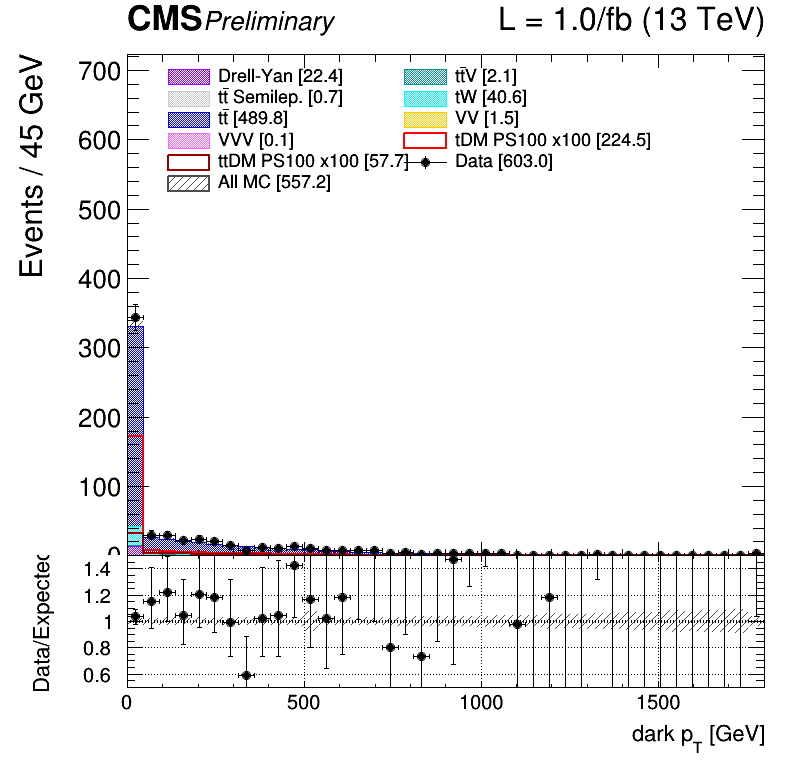 CMS Preliminary L = 1.0/fb (13 TeV)
Events / 45 GeV
700
600
500
400
300
200
100
0
Drell-Yan [22.4]
tt̄ Semilep. [0.7]
tt̄ [489.8]
VVV [0.1]
ttDM PS100 x100 [57.7]
All MC [557.2]
tt̄V [2.1]
tW [40.6]
VV [1.5]
tDM PS100 x100 [224.5]
Data [603.0]
Data/Expected
1.4
1.2
1
0.8
0.6
0 500 1000 1500
dark p_T [GeV]